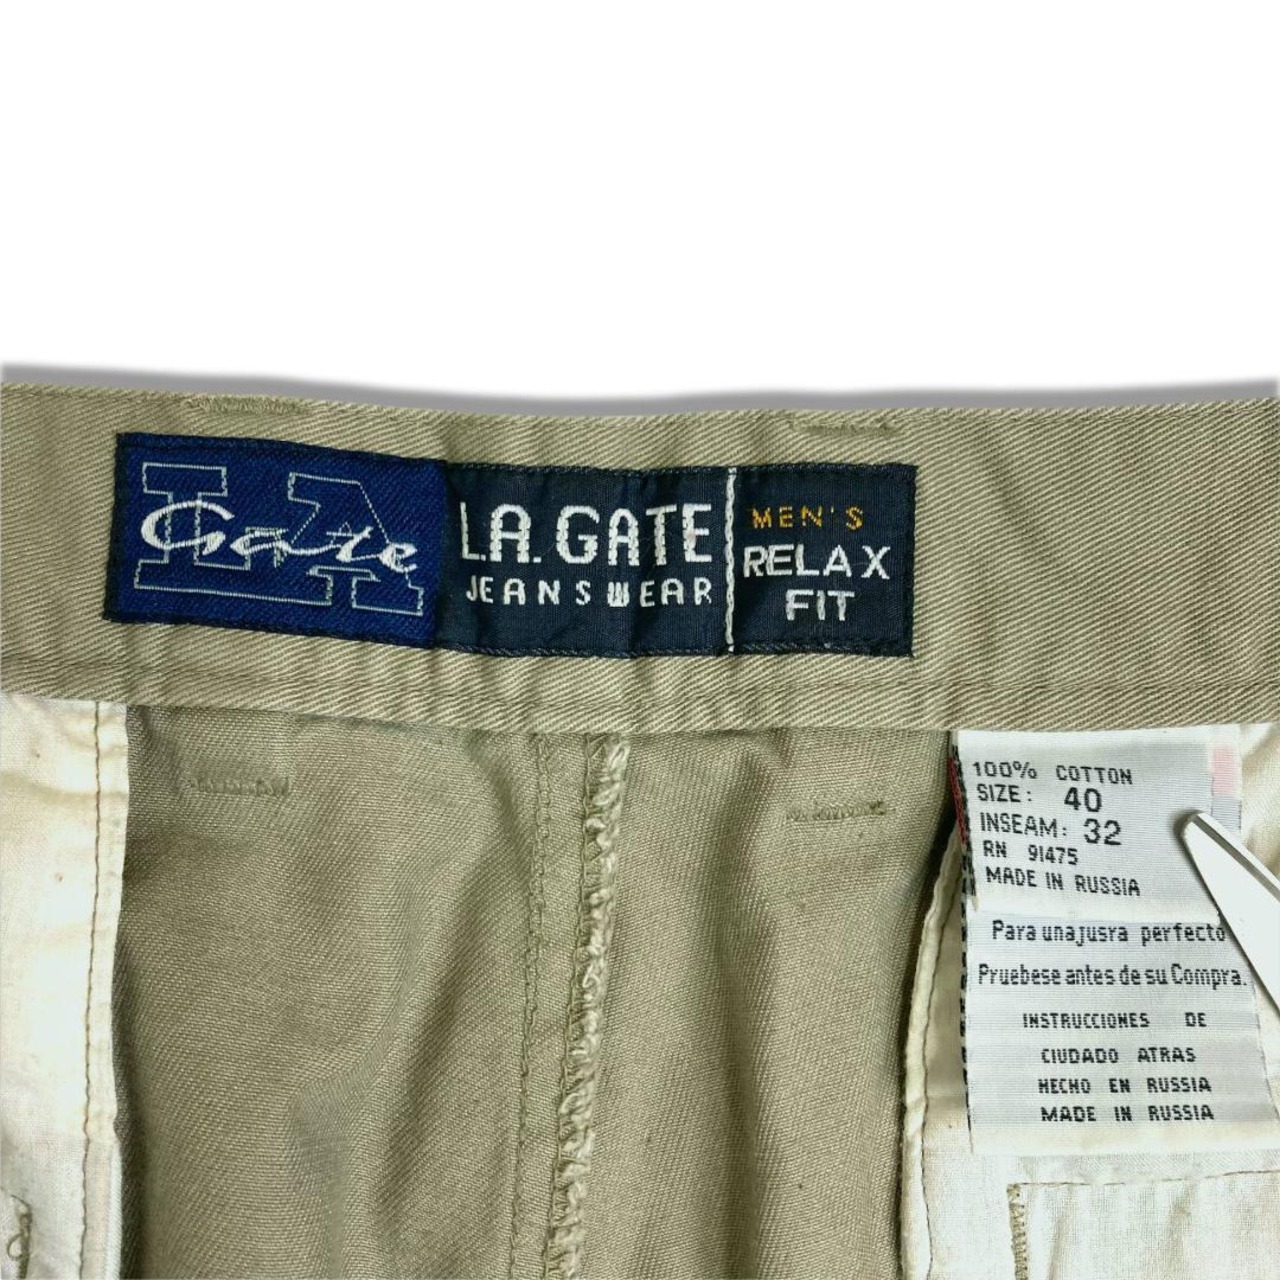 LA
Gate
L.A. GATE
JEANSWEAR
MEN'S
RELAX
FIT
100% COTTON
SIZE: 40
INSEAM: 32
RN 91475
MADE IN RUSSIA
Para unajusra perfecto
Pruebese antes de su Compra.
INSTRUCCIONES DE
CIUDADO ATRAS
HECHO EN RUSSIA
MADE IN RUSSIA